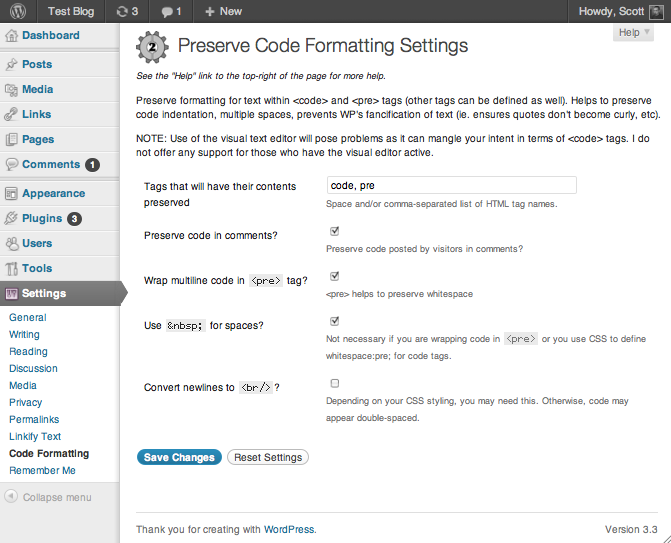 Test Blog 3 1 + New Howdy, Scott
Help
Dashboard
Posts
Media
Links
Pages
Comments 1
Appearance
Plugins 3
Users
Tools
Settings
General
Writing
Reading
Discussion
Media
Privacy
Permalinks
Linkify Text
Code Formatting
Remember Me
Collapse menu
2 Preserve Code Formatting Settings
See the "Help" link to the top-right of the page for more help.
Preserve formatting for text within <code> and <pre> tags (other tags can be defined as well). Helps to preserve
code indentation, multiple spaces, prevents WP's fancification of text (ie. ensures quotes don't become curly, etc).
NOTE: Use of the visual text editor will pose problems as it can mangle your intent in terms of <code> tags. I do
not offer any support for those who have the visual editor active.
Tags that will have their contents
preserved
code, pre
Space and/or comma-separated list of HTML tag names.
Preserve code in comments?
Preserve code posted by visitors in comments?
Wrap multiline code in <pre> tag?
<pre> helps to preserve whitespace
Use &nbsp; for spaces?
Not necessary if you are wrapping code in <pre> or you use CSS to define
whitespace:pre; for code tags.
Convert newlines to <br/> ?
Depending on your CSS styling, you may need this. Otherwise, code may
appear double-spaced.
Save Changes Reset Settings
Thank you for creating with WordPress. Version 3.3